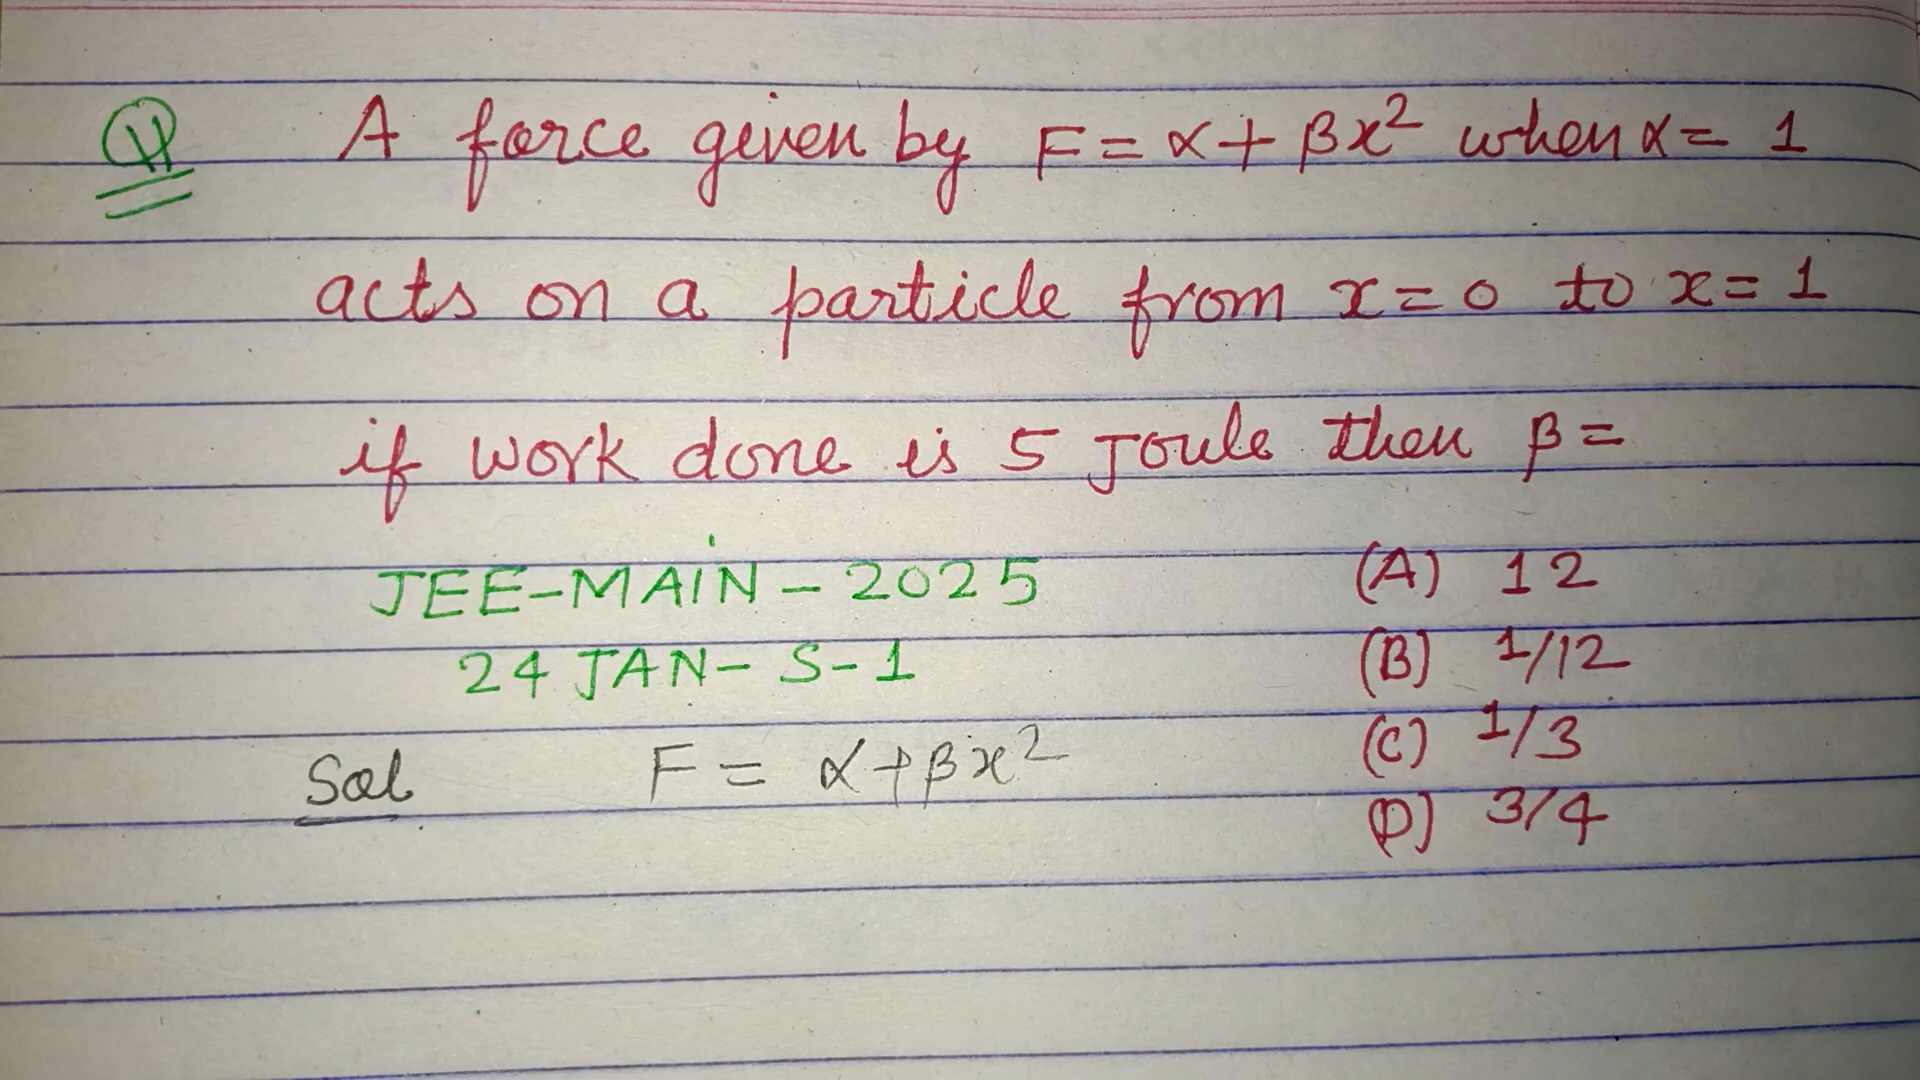 Q A force given by F = α + βx² when α = 1
acts on a particle from x = 0 to x = 1
if work done is 5 Joule then β =
JEE-MAIN - 2025
24 JAN - S-1
(A) 12
(B) 1/12
(C) 1/3
(D) 3/4
Sol F = α + βx²